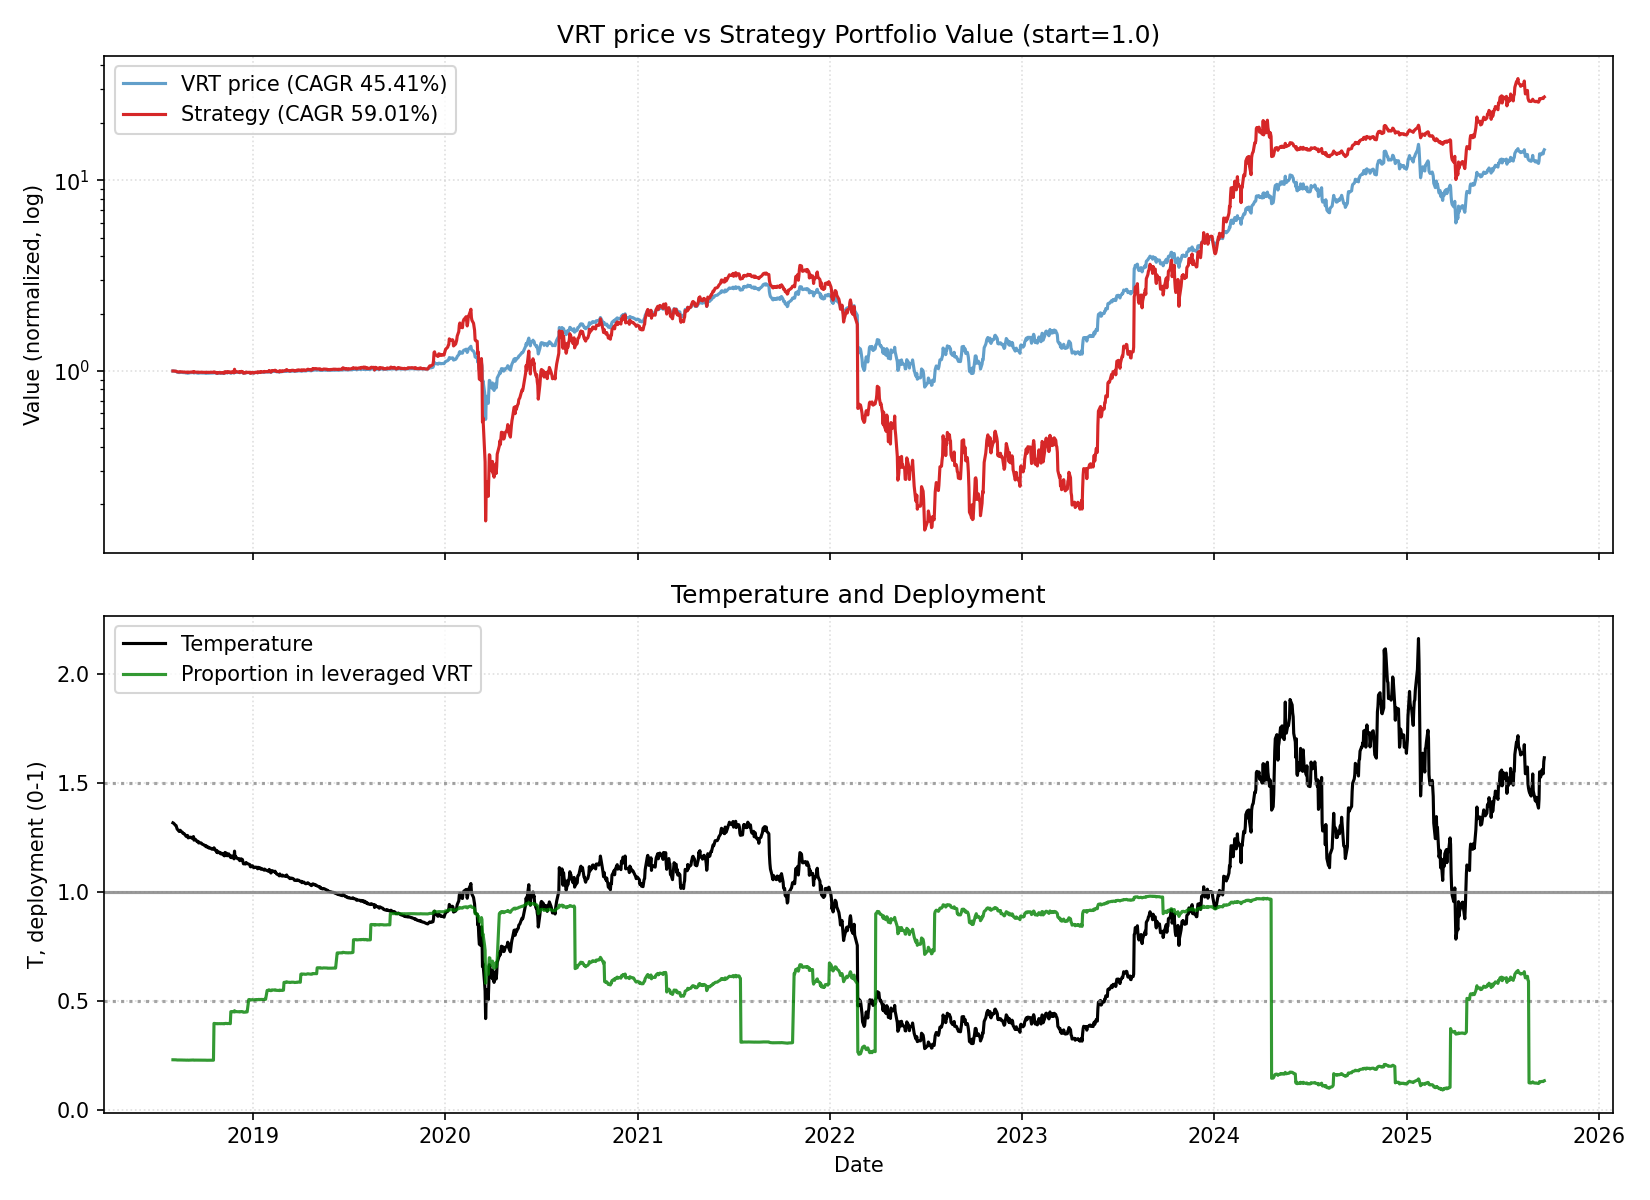 VRT price vs Strategy Portfolio Value (start=1.0)
VRT price (CAGR 45.41%)
Strategy (CAGR 59.01%)
Value (normalized, log)
10¹
10⁰
Temperature and Deployment
Temperature
Proportion in leveraged VRT
T, deployment (0-1)
2.0
1.5
1.0
0.5
0.0
2019 2020 2021 2022 2023 2024 2025 2026
Date